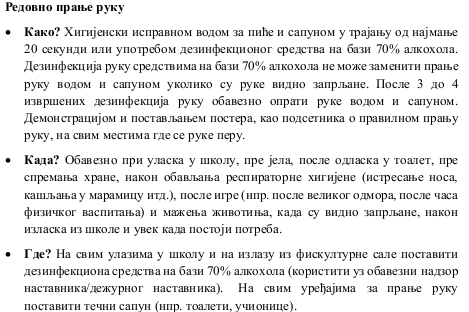 Редовно прање руку
• Како? Хигијенски исправном водом за пиће и сапуном у трајању од најмање
20 секунди или употребом дезинфекционог средства на бази 70% алкохола.
Дезинфекција руку средствима на бази 70% алкохола не може заменити прање
руку водом и сапуном уколико су руке видно запрљане. После 3 до 4
извршених дезинфекција руку обавезно опрати руке водом и сапуном.
Демонстрацијом и постављањем постера, као подсетника о правилном прању
руку, на свим местима где се руке перу.
• Када? Обавезно при уласка у школу, пре јела, после одласка у тоалет, пре
спремања хране, након обављања респираторне хигијене (истресање носа,
кашљања у марамицу итд.), после игре (нпр. после великог одмора, после часа
физичког васпитања) и мажења животиња, када су видно запрљане, након
изласка из школе и увек када постоји потреба.
• Где? На свим улазима у школу и на излазу из фискултурне сале поставити
дезинфекциона средства на бази 70% алкохола (користити уз обавезни надзор
наставника/дежурног наставника). На свим уређајима за прање руку
поставити течни сапун (нпр. тоалети, учионице).